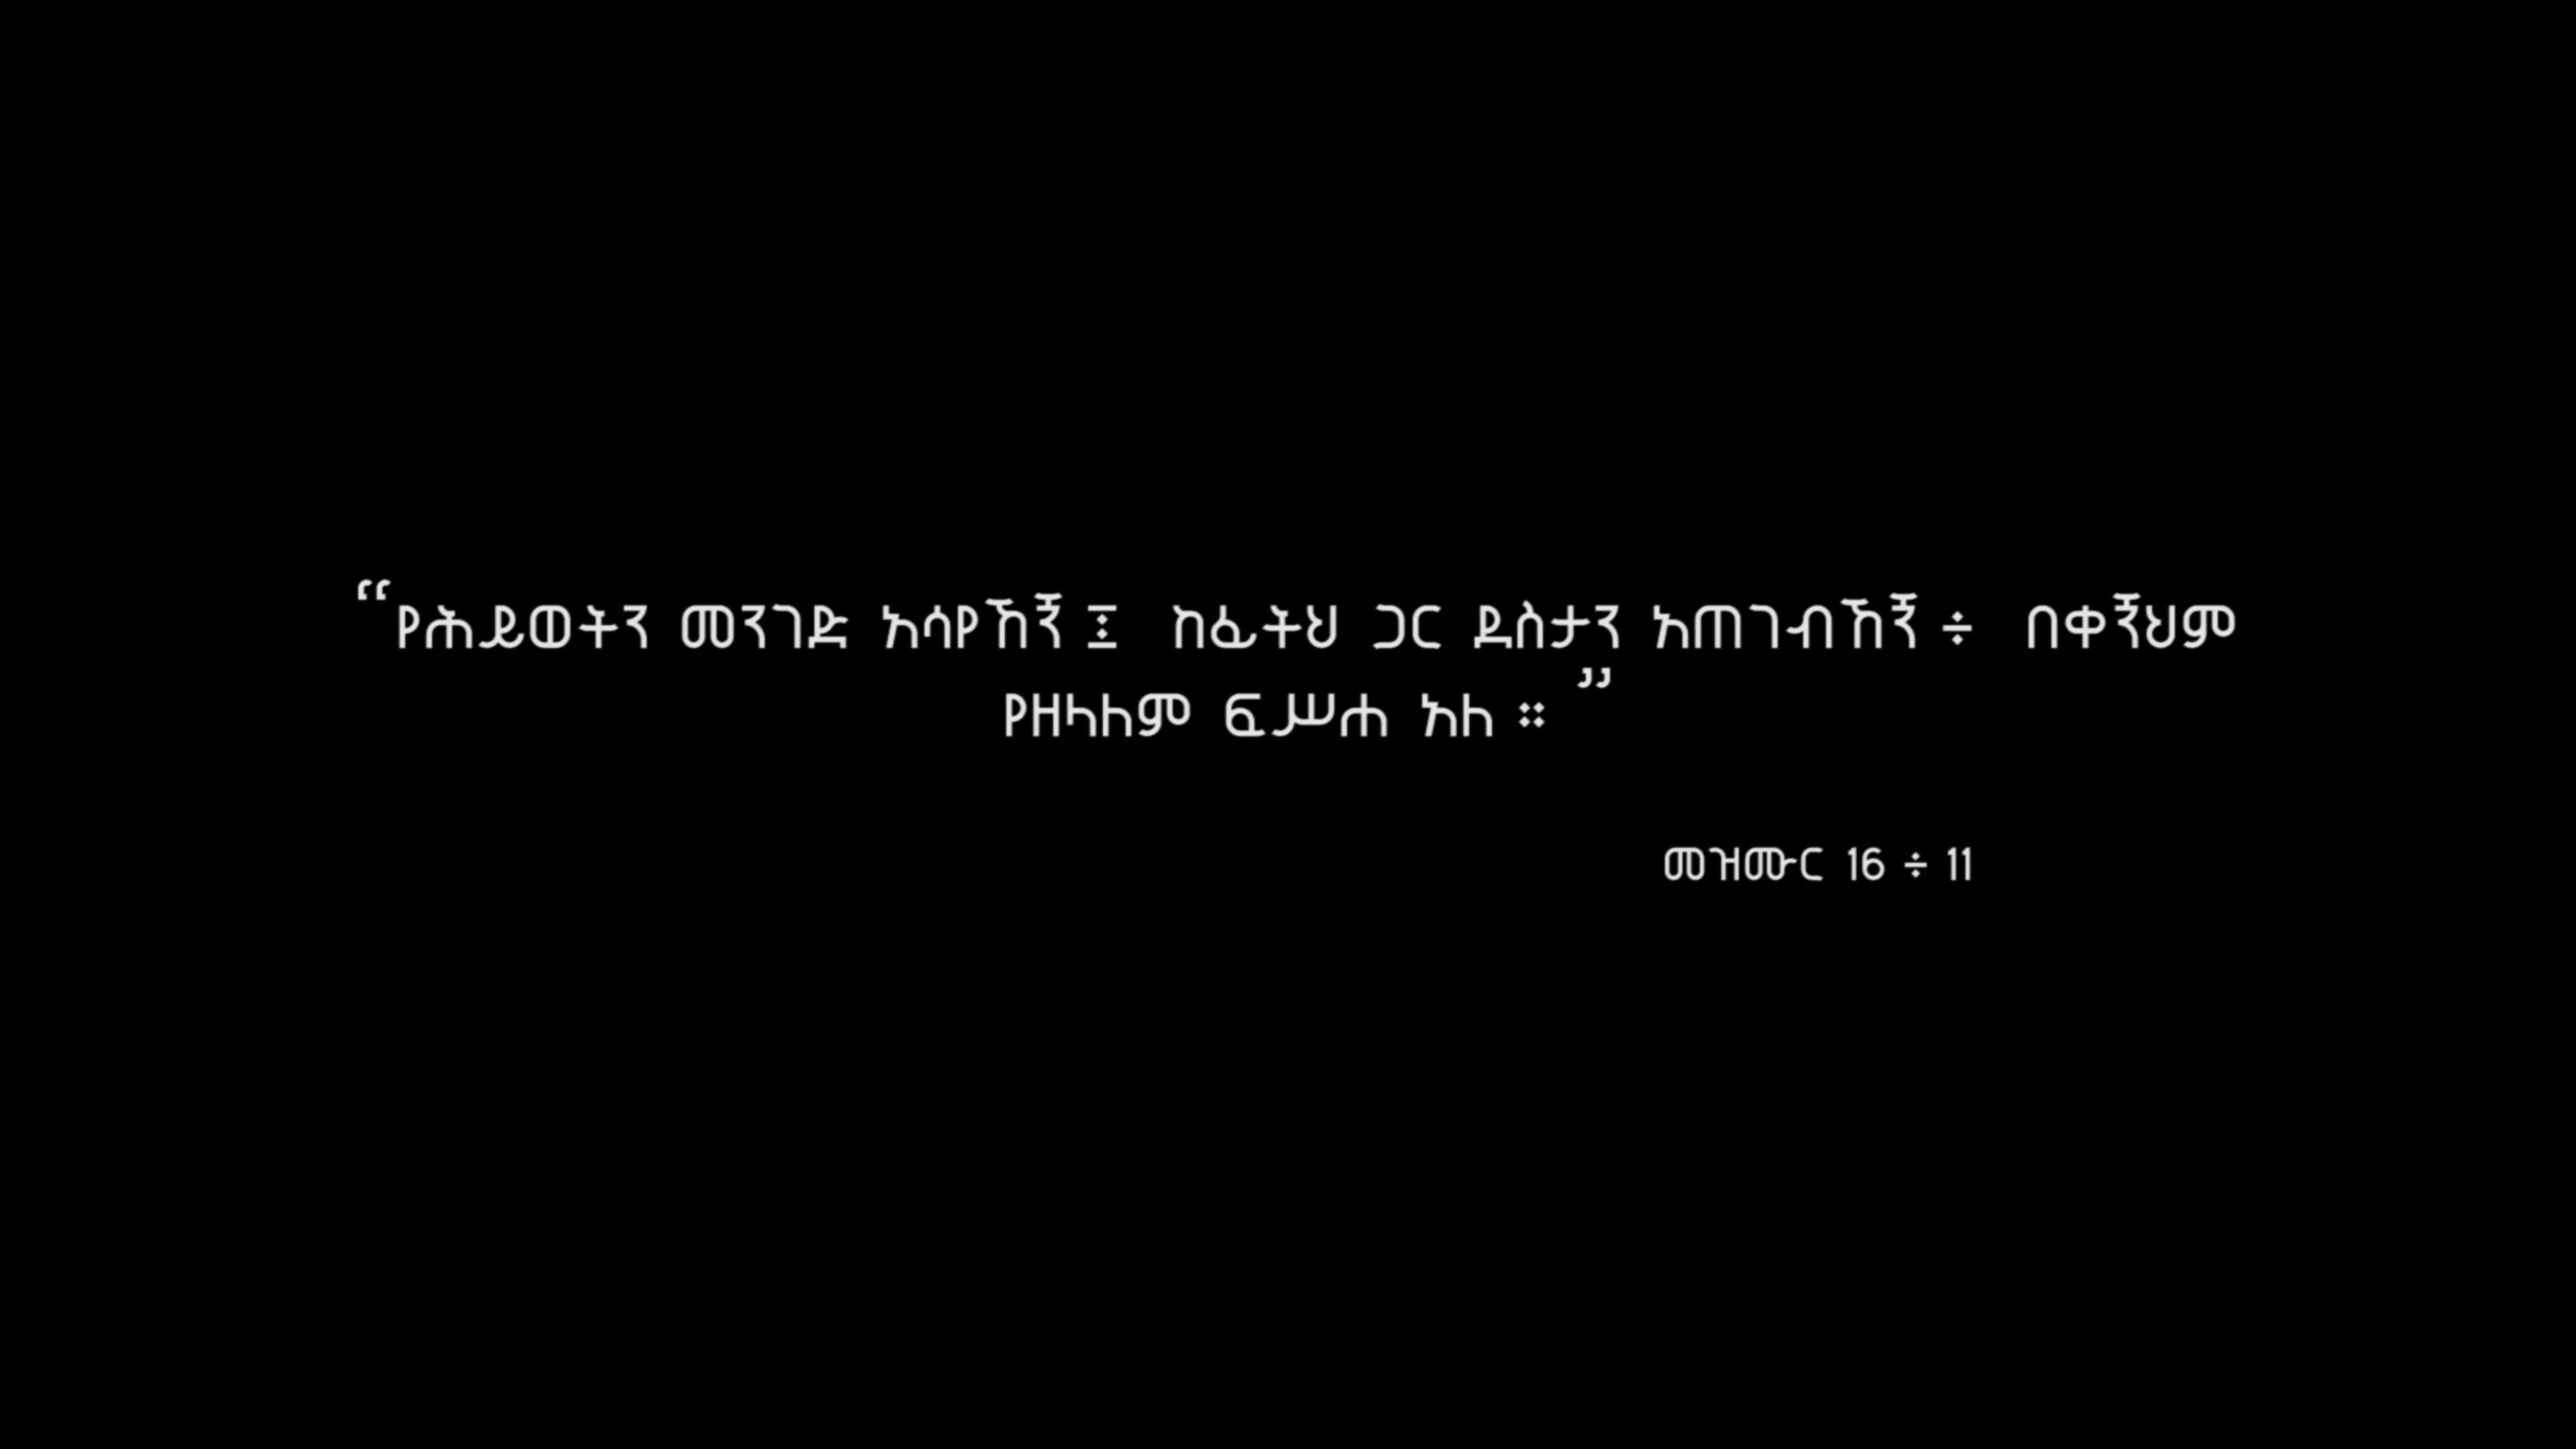 “የሕይወትን መንገድ አሳየኸኝ ፤ ከፊትህ ጋር ደስታን አጠገብኸኝ ÷ በቀኝህም
የዘላለም ፍሥሐ አለ ። ”
መዝሙር 16 ÷ 11